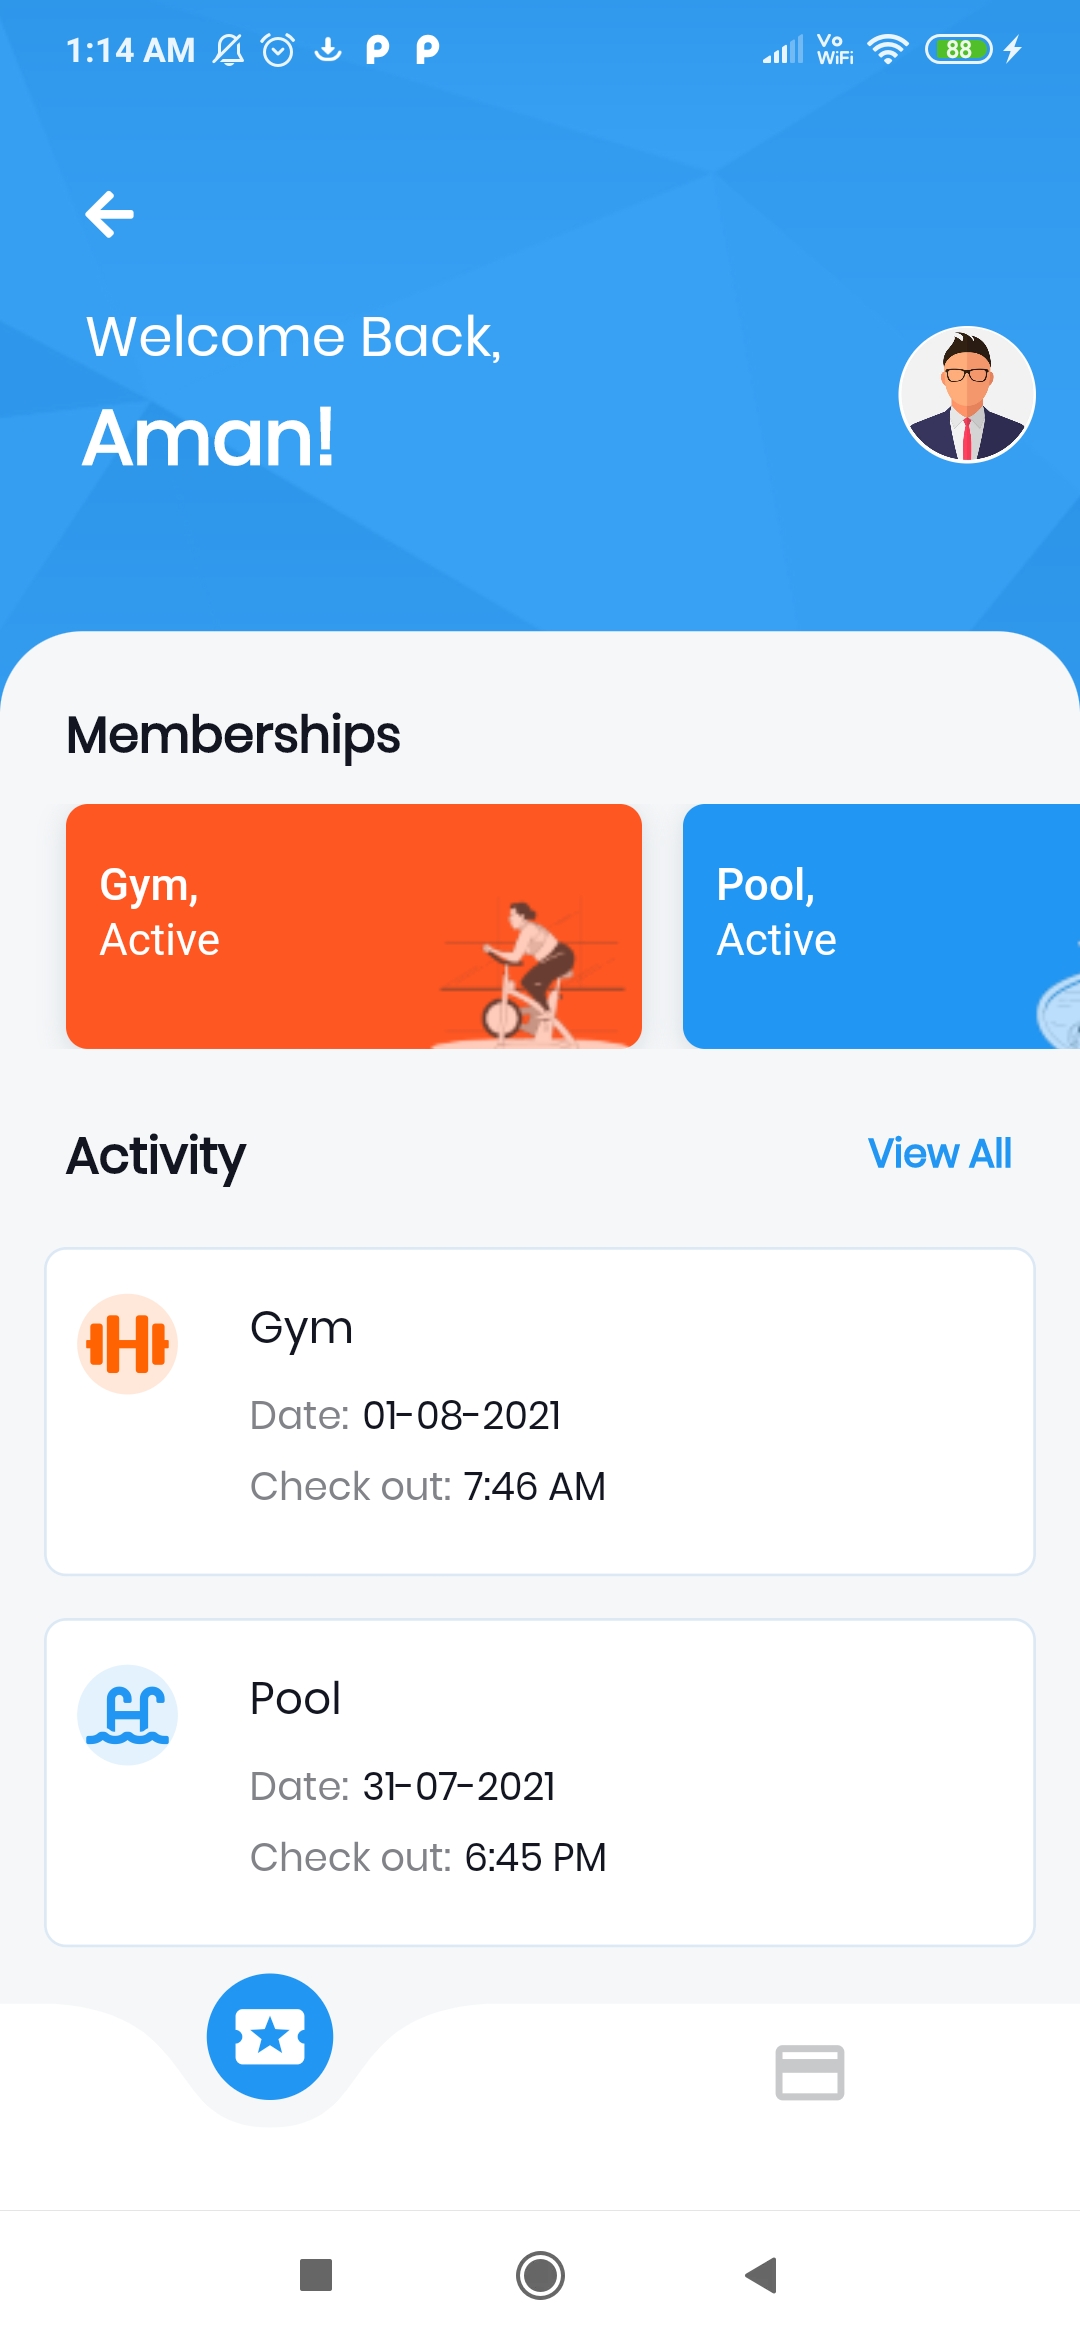 1:14 AM
Vo
WiFi
88
Welcome Back,
Aman!
Memberships
Gym,
Active
Pool,
Active
Activity
View All
Gym
Date: 01-08-2021
Check out: 7:46 AM
Pool
Date: 31-07-2021
Check out: 6:45 PM